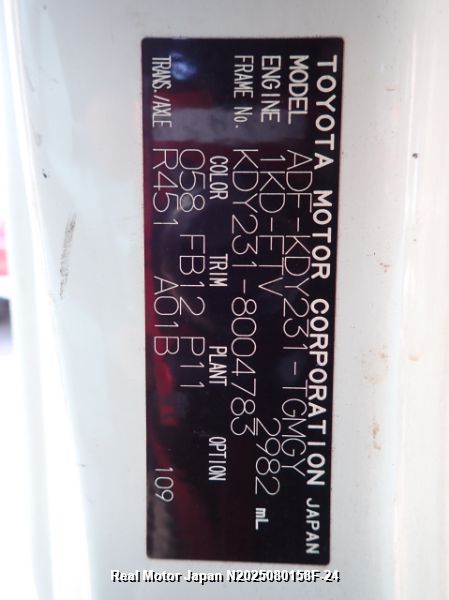 TOYOTA MOTOR CORPORATION JAPAN
MODEL ADF-KDY231-TGMGY
ENGINE 1KD-FTV 2982 mL
FRAME No. KDY231-8004783
COLOR TRIM PLANT OPTION
058 FB12 P11
TRANS./AXLE R451 A01B 109
Real Motor Japan N2025080158F-24